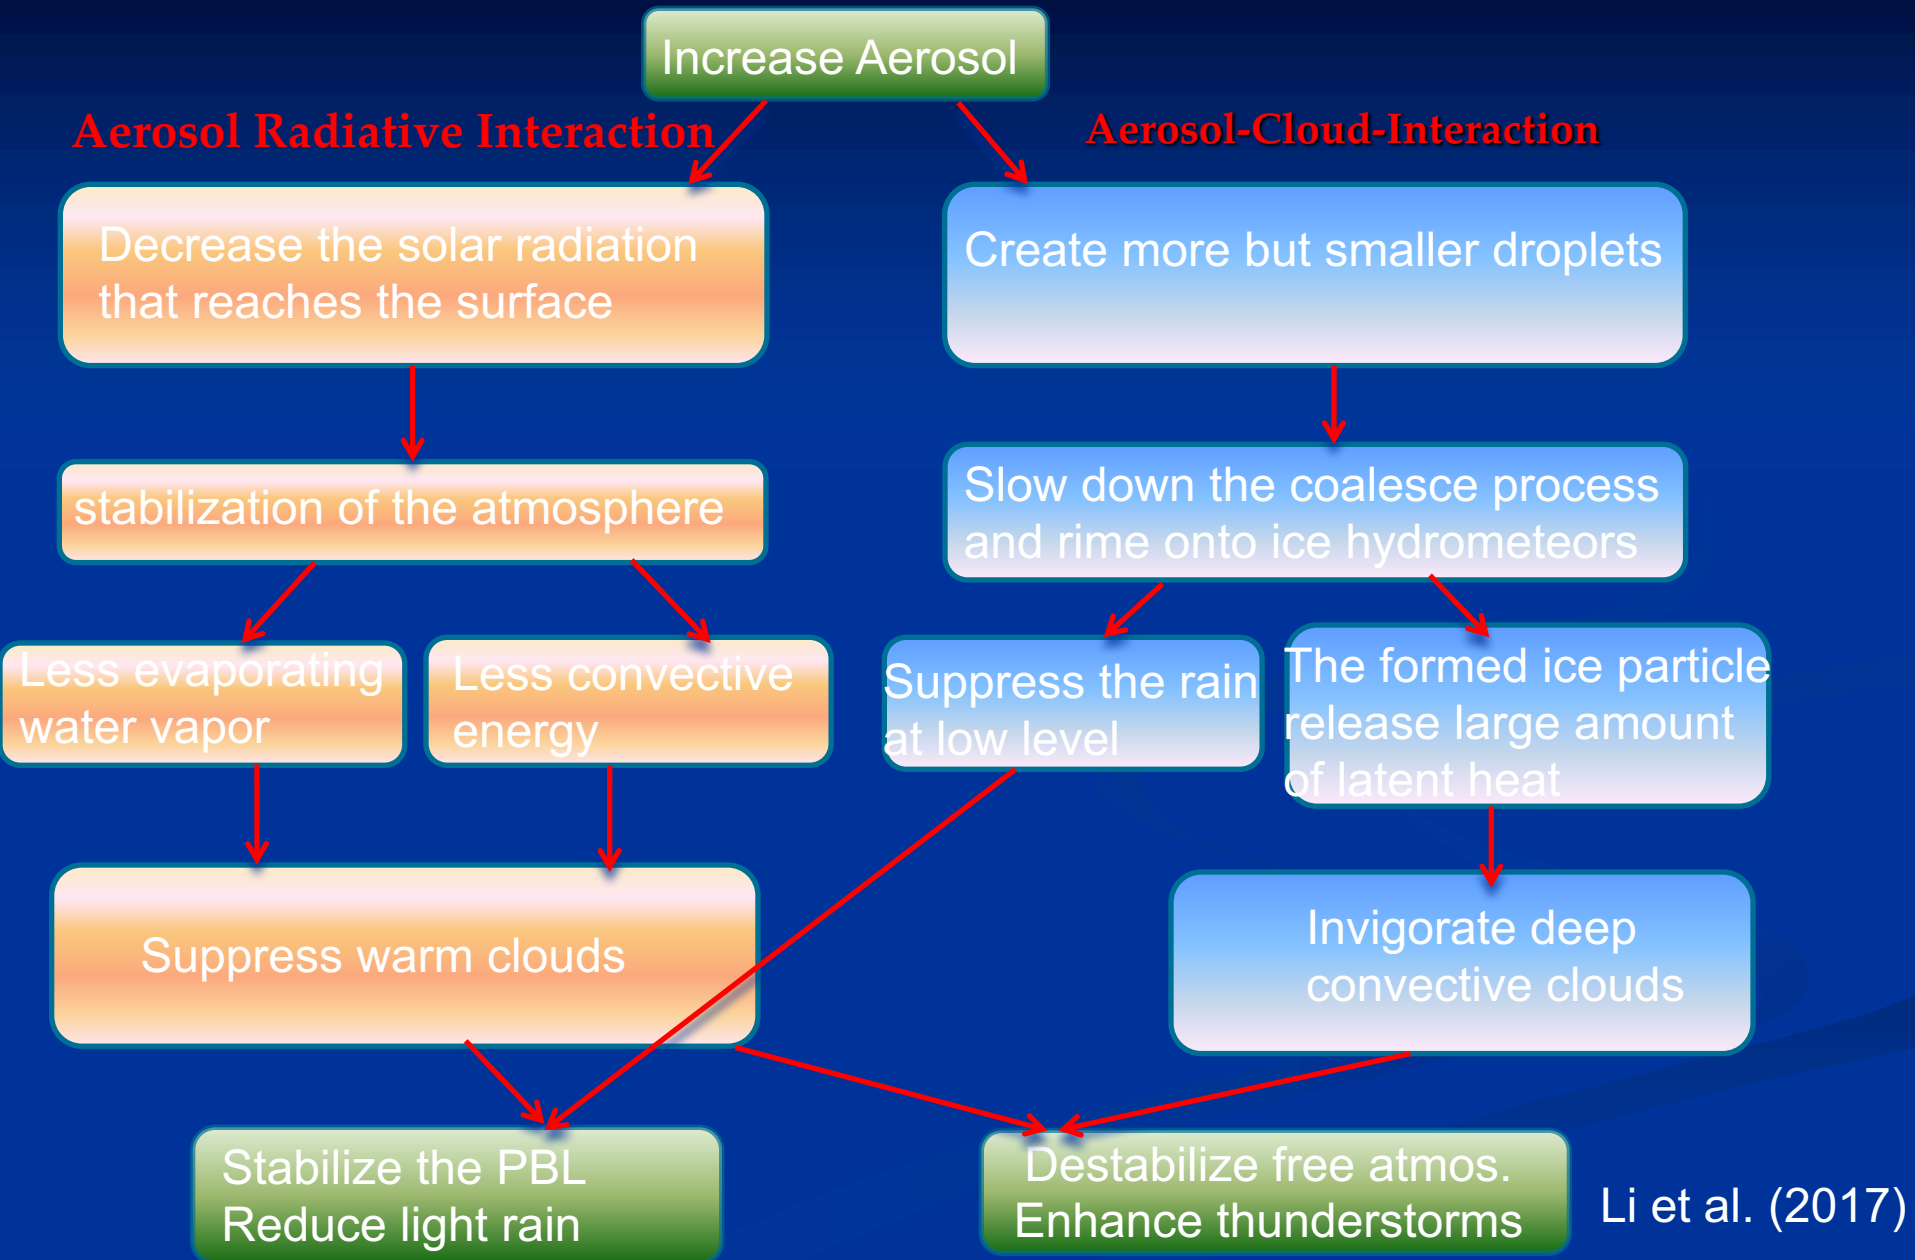 Increase Aerosol
Aerosol Radiative Interaction
Aerosol-Cloud-Interaction
Decrease the solar radiation
that reaches the surface
Create more but smaller droplets
stabilization of the atmosphere
Slow down the coalesce process
and rime onto ice hydrometeors
Less evaporating
water vapor
Less convective
energy
Suppress the rain
at low level
The formed ice particle
release large amount
of latent heat
Suppress warm clouds
Invigorate deep
convective clouds
Stabilize the PBL
Reduce light rain
Destabilize free atmos.
Enhance thunderstorms
Li et al. (2017)